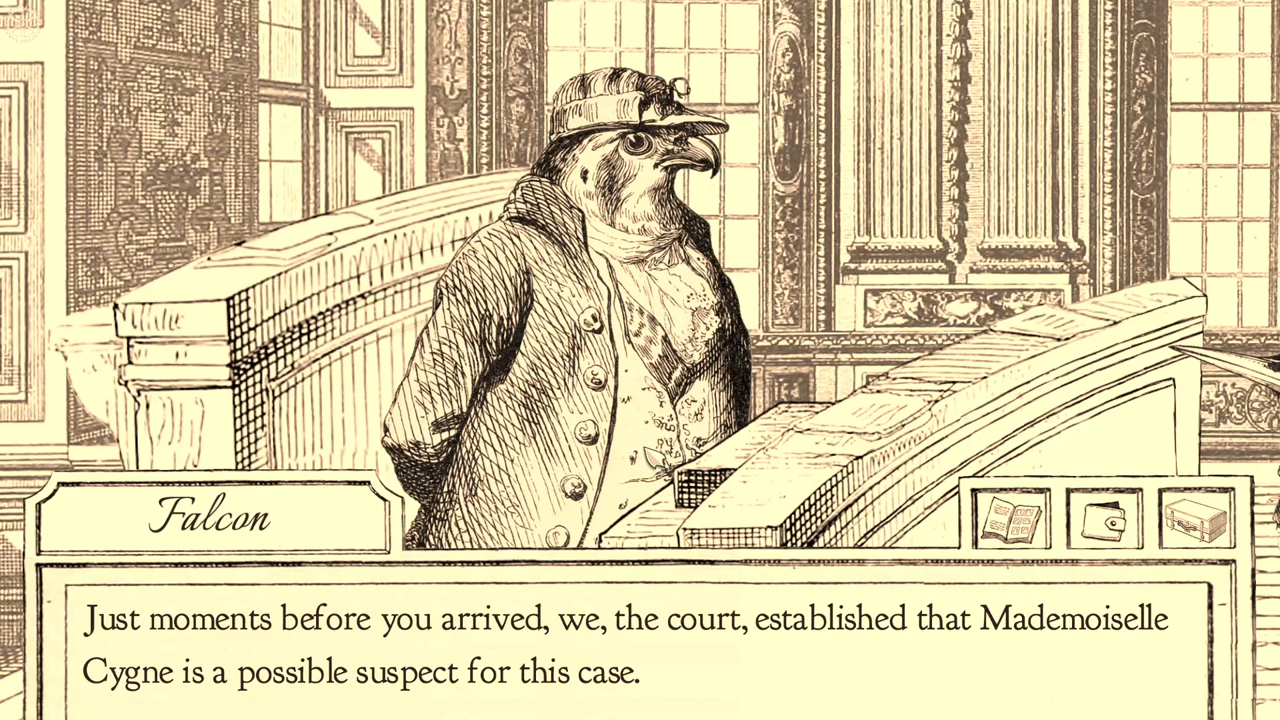 Falcon
Just moments before you arrived, we, the court, established that Mademoiselle
Cygne is a possible suspect for this case.